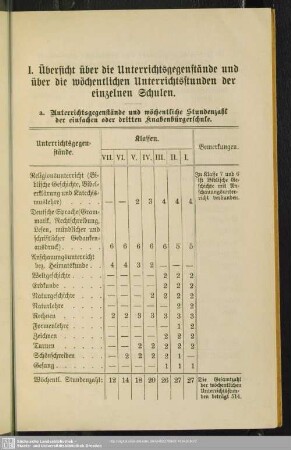 I. Übersicht über die Unterrichtsgegenstände und
über die wöchentlichen Unterrichtsstunden der
einzelnen Schulen.
a. Unterrichtsgegenstände und wöchentliche Stundenzahl
der einfachen oder dritten Knabenbürgerschule.
Unterrichtsgegen-
stände.
Klassen.
VII. VI. V. IV. III. II. I.
Bemerkungen.
Religionsunterricht (Bi-
blische Geschichte, Bibel-
erklärung und Katechis-
muslehre) — — 2 3 4 4 4
In Klasse 7 und 6
ist Biblische Ge-
schichte mit An-
schauungsunter-
richt verbunden.
Deutsche Sprache (Gram-
matik, Rechtschreibung,
Lesen, mündlicher und
schriftlicher Gedanken-
ausdruck) 6 6 6 6 6 5 5
Anschauungsunterricht
bez. Heimatkunde 4 4 3 2 — — —
Weltgeschichte — — — — 2 2 2
Erdkunde — — — — 2 2 2
Naturgeschichte — — — 2 2 2 2
Naturlehre — — — — — 1 2
Rechnen 2 2 3 3 3 3 3
Formenlehre — — — — — 1 2
Zeichnen — — — — 2 2 2
Turnen — — 2 2 2 2 2
Schönschreiben — 2 2 2 2 1 —
Gesang — — — — 1 1 1
Wöchentl. Stundenzahl: 12 14 18 20 26 27 27
Die Gesamtzahl
der wöchentlichen
Unterrichtsstun-
den beträgt 514.